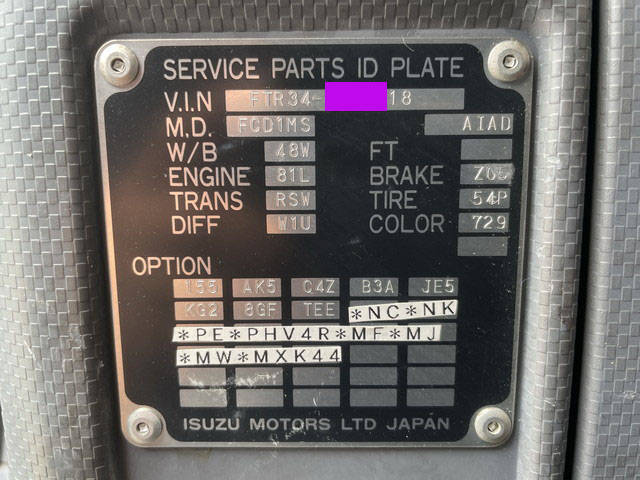 SERVICE PARTS ID PLATE
V.I.N FTR34- 18
M.D. FCD1MS AIAD
W/B 48W FT
ENGINE 81L BRAKE Z05
TRANS RSW TIRE 54P
DIFF W1U COLOR 729
OPTION
155 AK5 C4Z B3A JE5
KG2 8GF TEE *NC*NK
*PE*PHV4R*MF*MJ
*MW*MXK44
ISUZU MOTORS LTD JAPAN